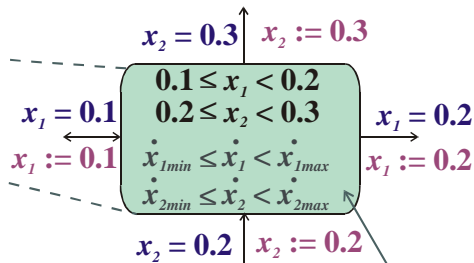 x₂ = 0.3 x₂ := 0.3
0.1 ≤ x₁ < 0.2
0.2 ≤ x₂ < 0.3
x₁ = 0.1
x₁ := 0.1
x₁ = 0.2
x₁ := 0.2
ẋ₁min ≤ ẋ₁ < ẋ₁max
ẋ₂min ≤ ẋ₂ < ẋ₂max
x₂ = 0.2 x₂ := 0.2